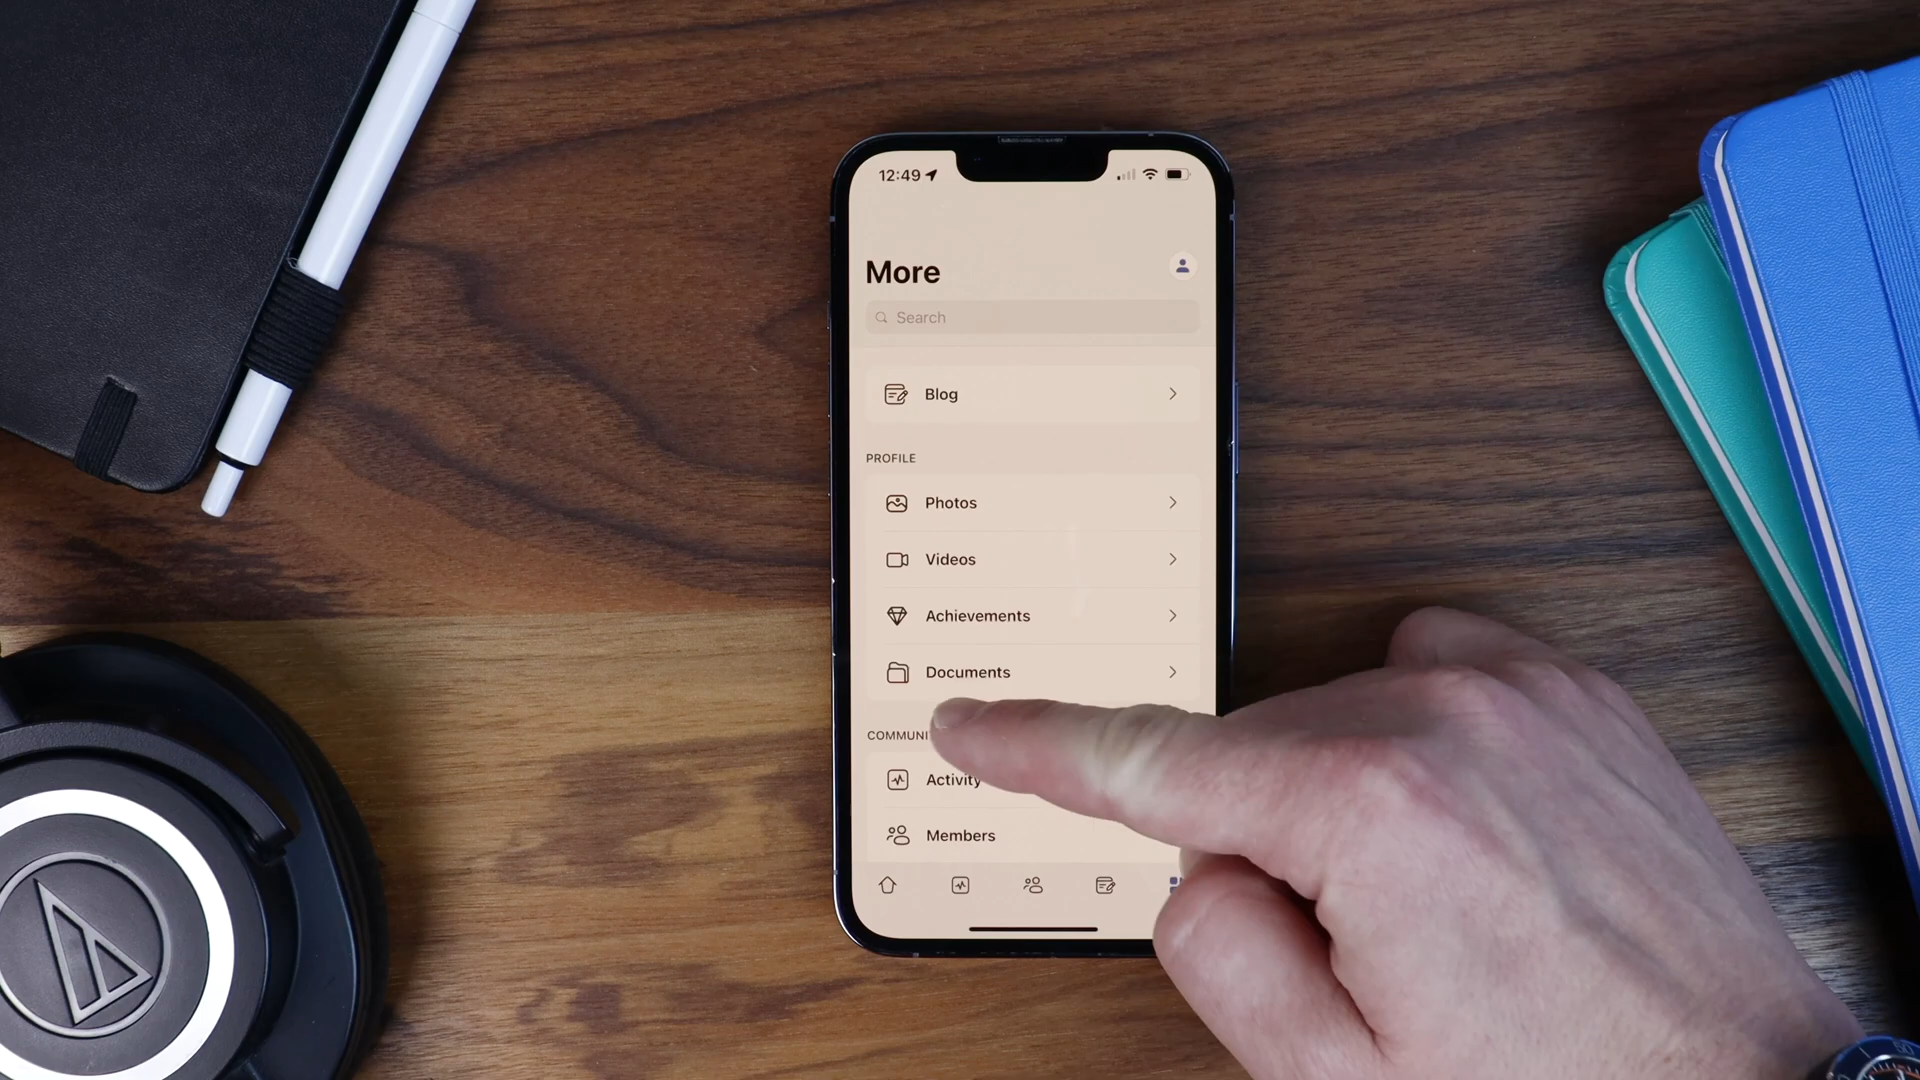 12:49
More
Search
Blog
PROFILE
Photos
Videos
Achievements
Documents
COMMUNI
Activity
Members